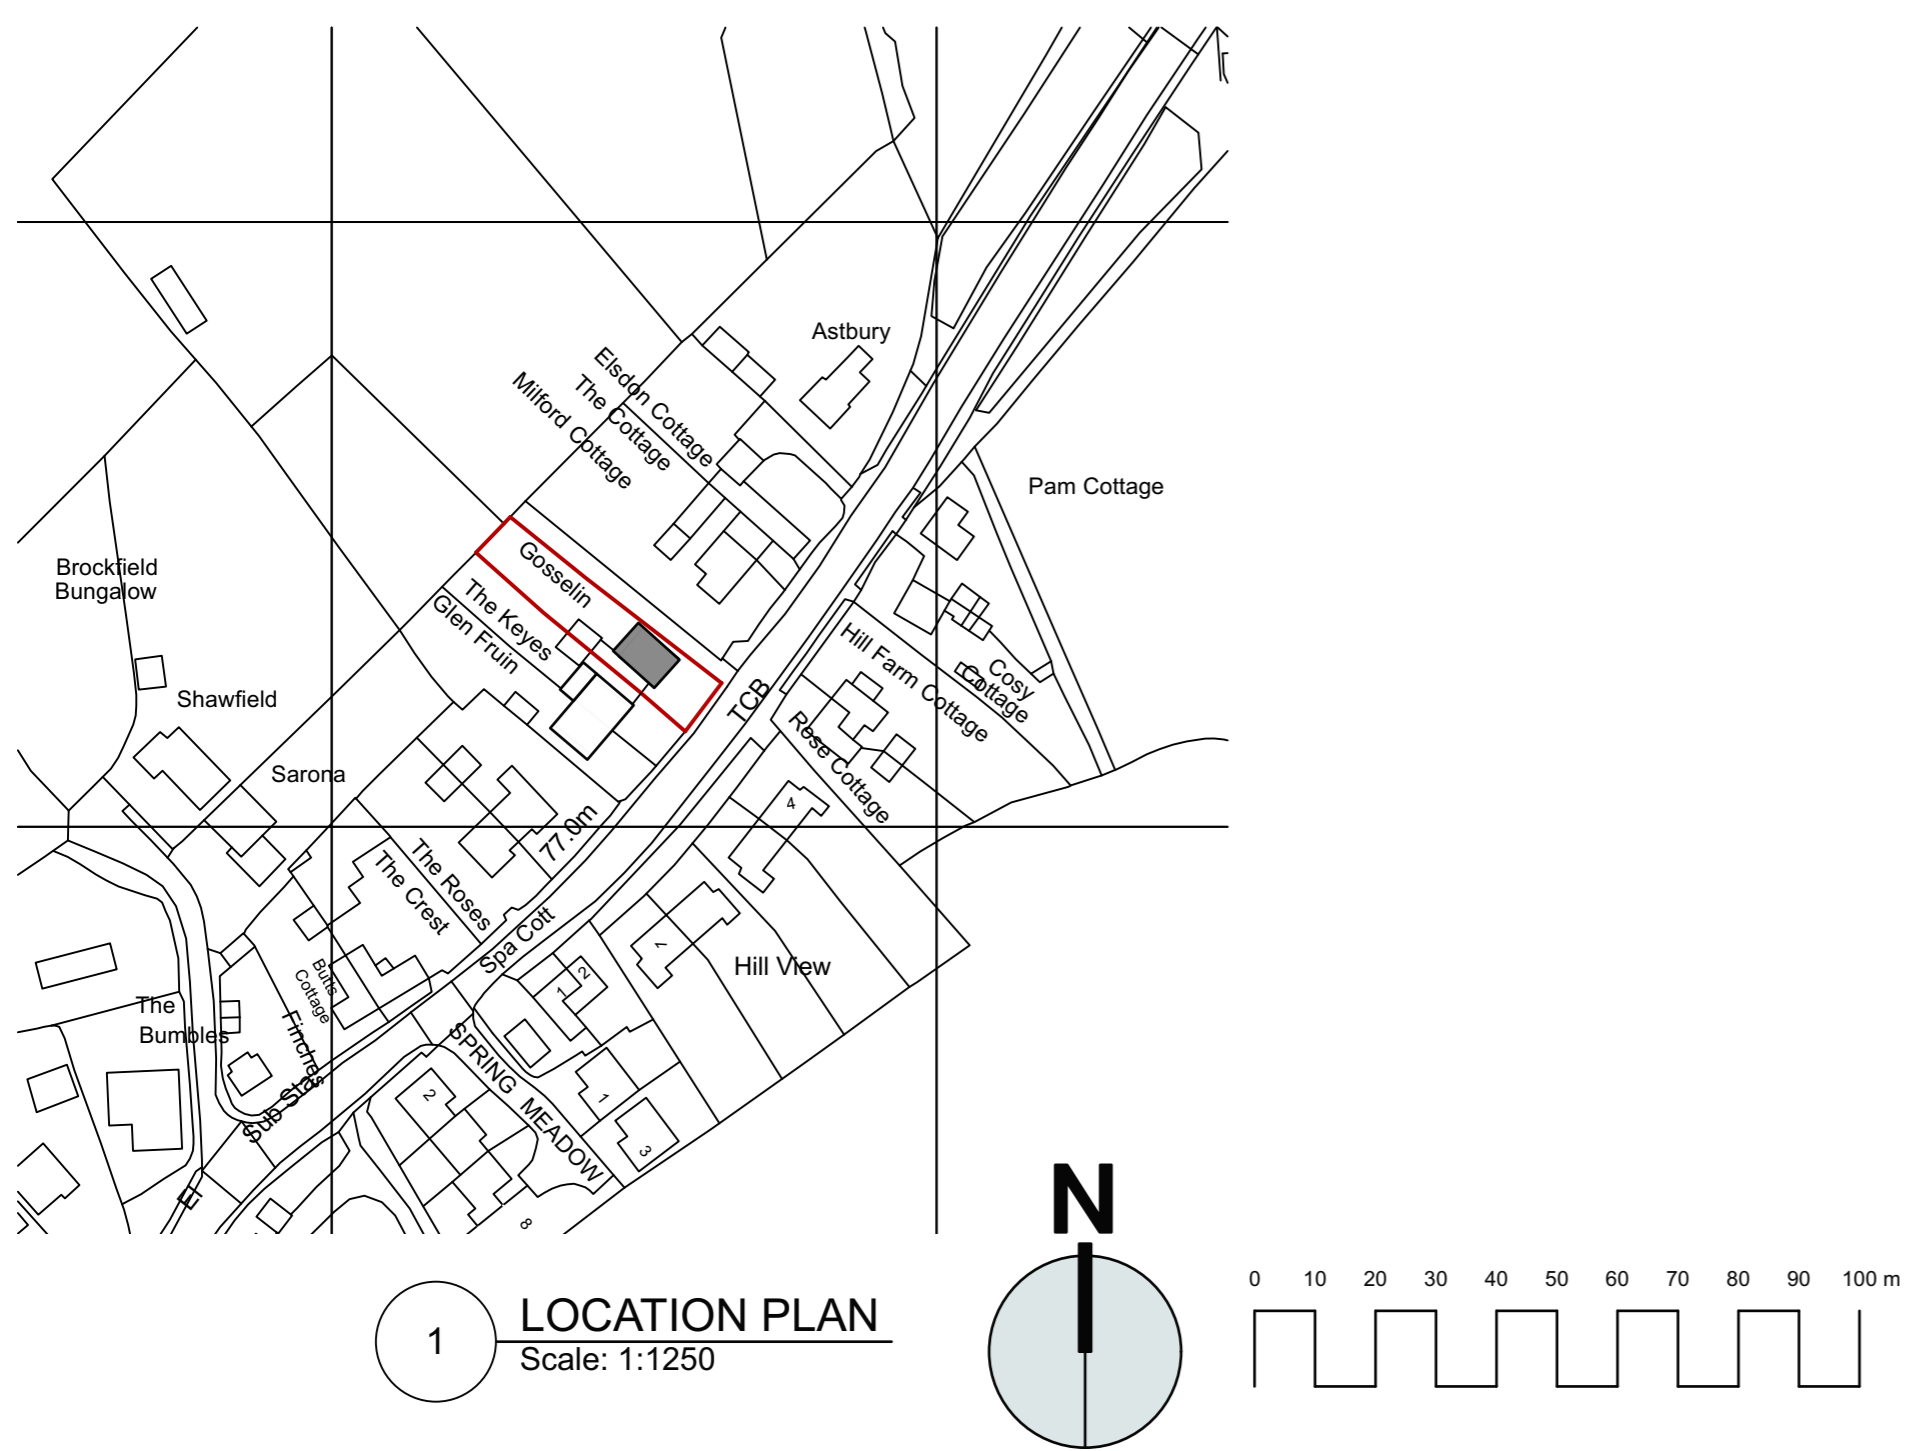 Astbury
Elsdon Cottage
The Cottage
Milford Cottage
Pam Cottage
Gosselin
The Keyes
Glen Fruin
Brockfield
Bungalow
Shawfield
Sarona
TCB
Hill Farm Cottage
Cosy
Cottage
Rose Cottage
4
77.0m
The Roses
The Crest
Spa Cott
Hill View
Butts
Cottage
2
1
The
Bumbles
Finches
Sub Sta
El
SPRING MEADOW
2
1
3
8
N
1
LOCATION PLAN
Scale: 1:1250
0 10 20 30 40 50 60 70 80 90 100 m